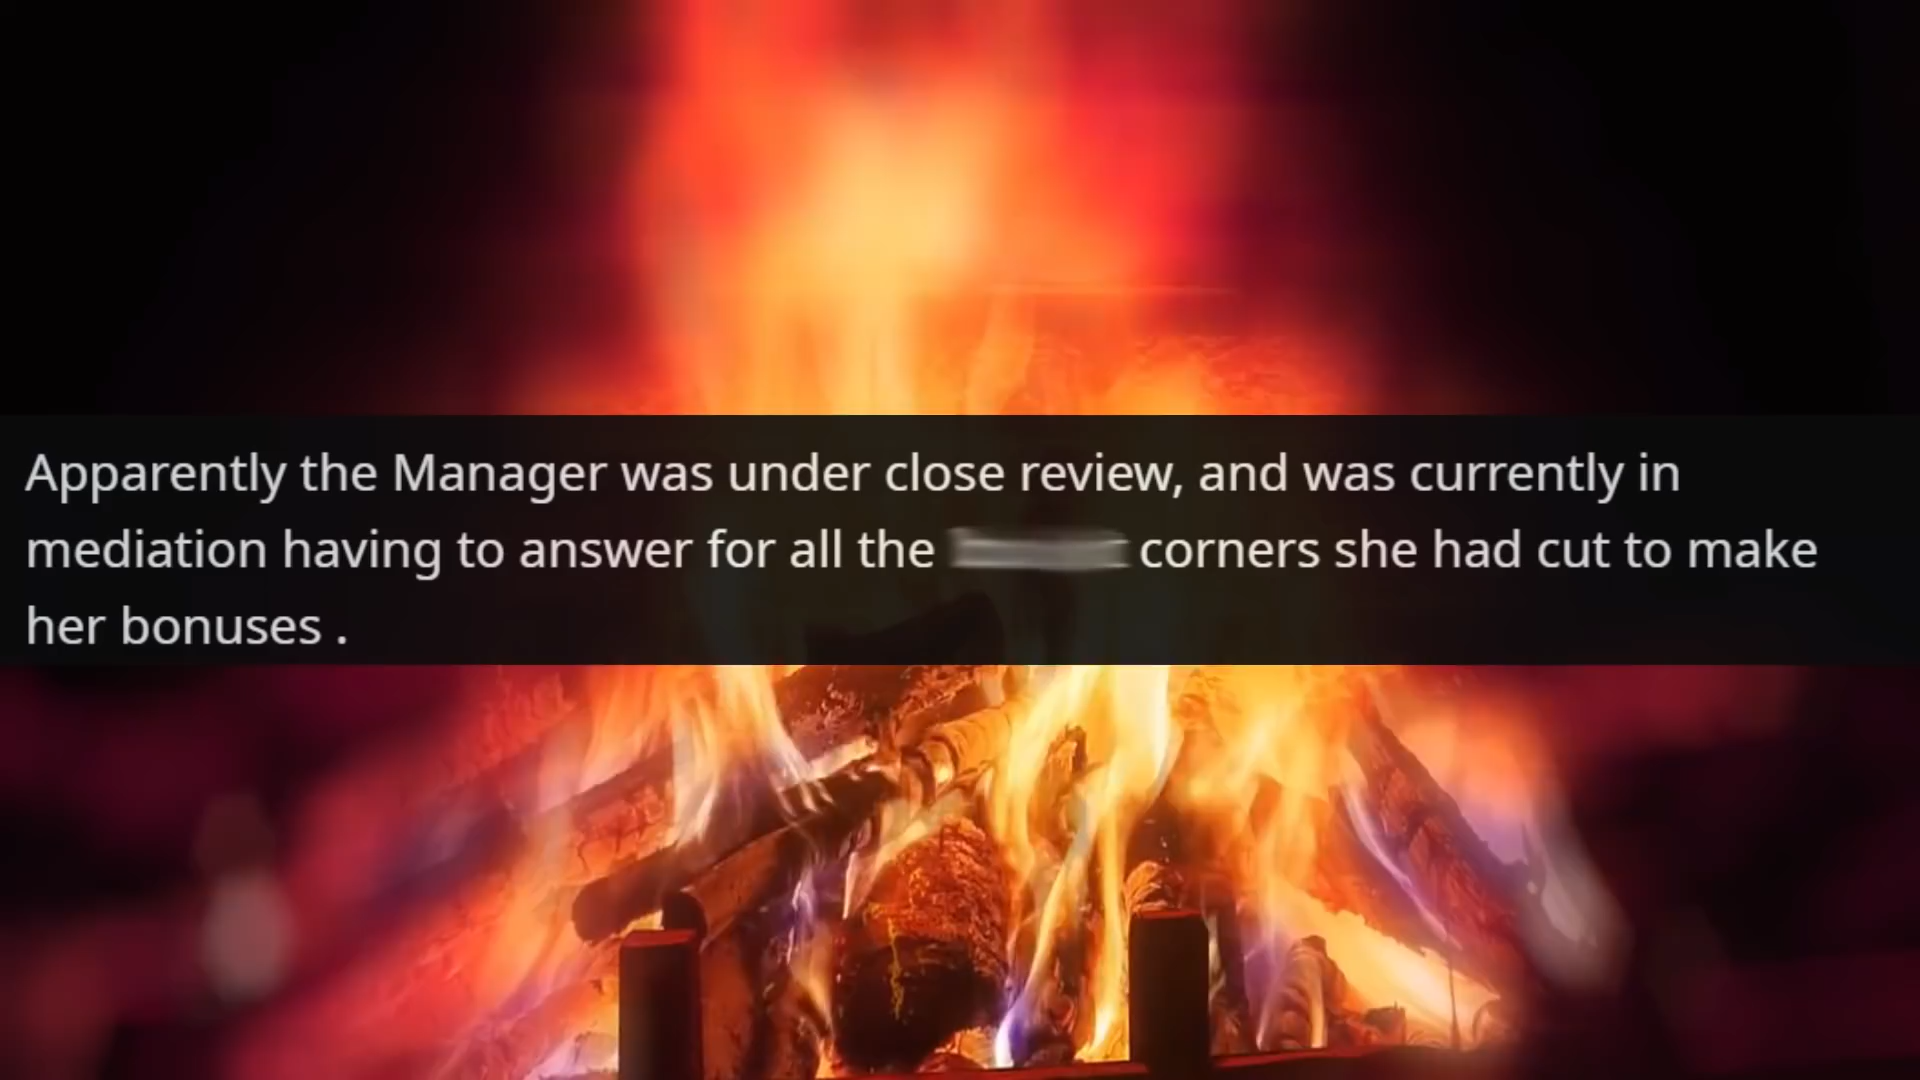 Apparently the Manager was under close review, and was currently in
mediation having to answer for all the corners she had cut to make
her bonuses .